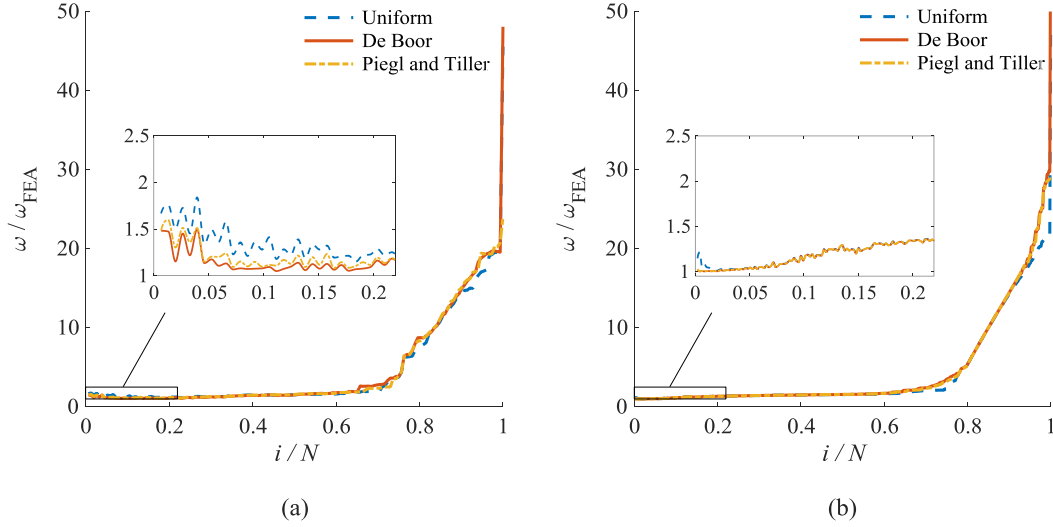 50
40
30
20
10
0
ω / ω_FEA
Uniform
De Boor
Piegl and Tiller
2.5
2
1.5
1
0 0.05 0.1 0.15 0.2
0 0.2 0.4 0.6 0.8 1
i / N
(a)
50
40
30
20
10
0
ω / ω_FEA
Uniform
De Boor
Piegl and Tiller
2.5
2
1.5
1
0 0.05 0.1 0.15 0.2
0 0.2 0.4 0.6 0.8 1
i / N
(b)